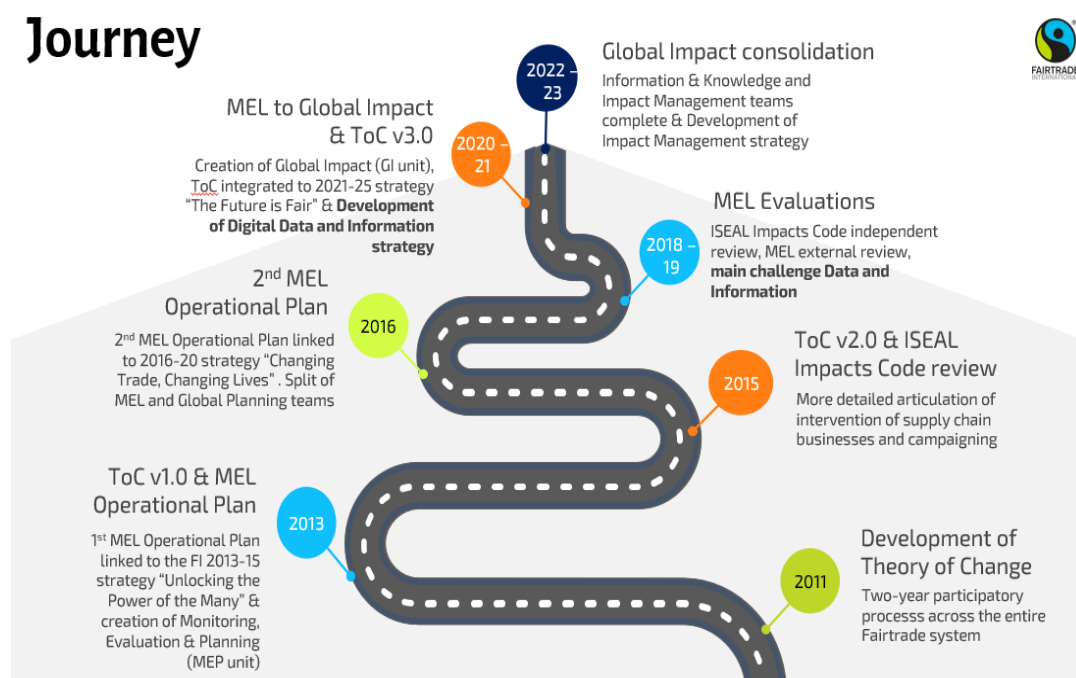 Journey
FAIRTRADE
INTERNATIONAL
®
2022 –
23
Global Impact consolidation
Information & Knowledge and
Impact Management teams
complete & Development of
Impact Management strategy
MEL to Global Impact
& ToC v3.0
Creation of Global Impact (GI unit),
ToC integrated to 2021-25 strategy
“The Future is Fair” & Development
of Digital Data and Information
strategy
2020 –
21
MEL Evaluations
ISEAL Impacts Code independent
review, MEL external review,
main challenge Data and
Information
2018 –
19
2nd MEL
Operational Plan
2nd MEL Operational Plan linked
to 2016-20 strategy “Changing
Trade, Changing Lives” . Split of
MEL and Global Planning teams
2016
ToC v2.0 & ISEAL
Impacts Code review
More detailed articulation of
intervention of supply chain
businesses and campaigning
2015
ToC v1.0 & MEL
Operational Plan
1st MEL Operational Plan
linked to the FI 2013-15
strategy “Unlocking the
Power of the Many” &
creation of Monitoring,
Evaluation & Planning
(MEP unit)
2013
Development of
Theory of Change
Two-year participatory
processs across the entire
Fairtrade system
2011